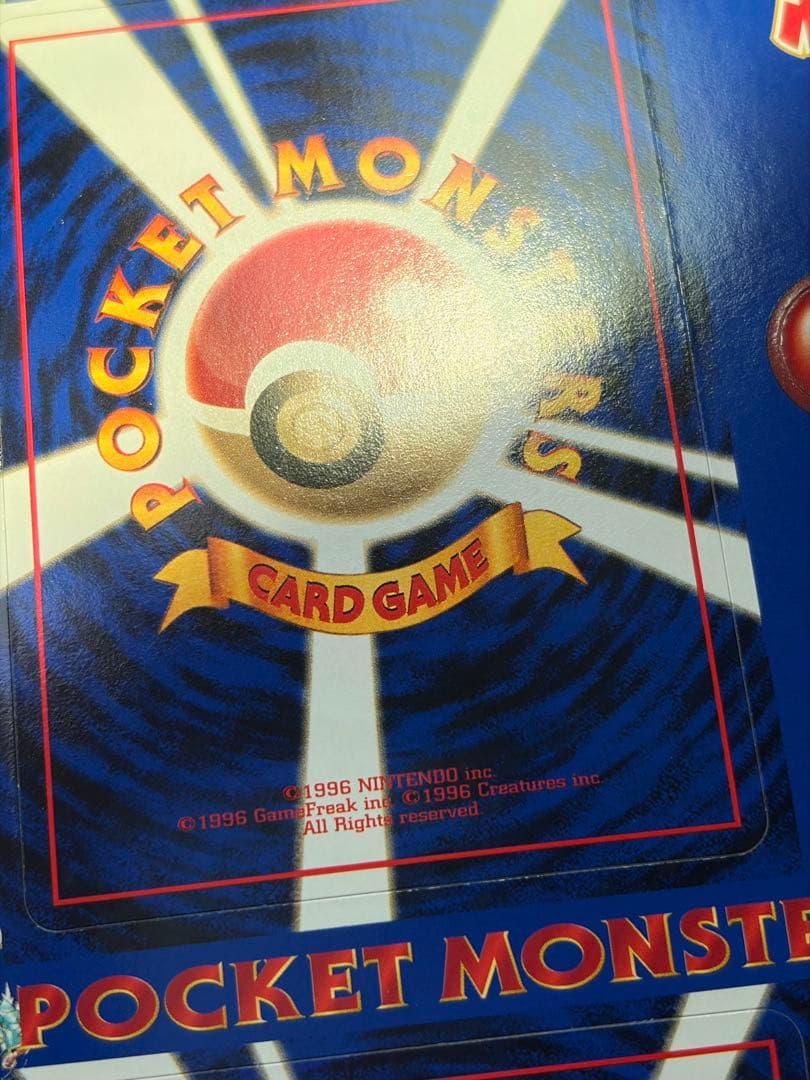 POCKET MONSTERS
CARD GAME
©1996 NINTENDO inc.
©1996 GameFreak inc. ©1996 Creatures inc.
All Rights reserved.
POCKET MONSTE